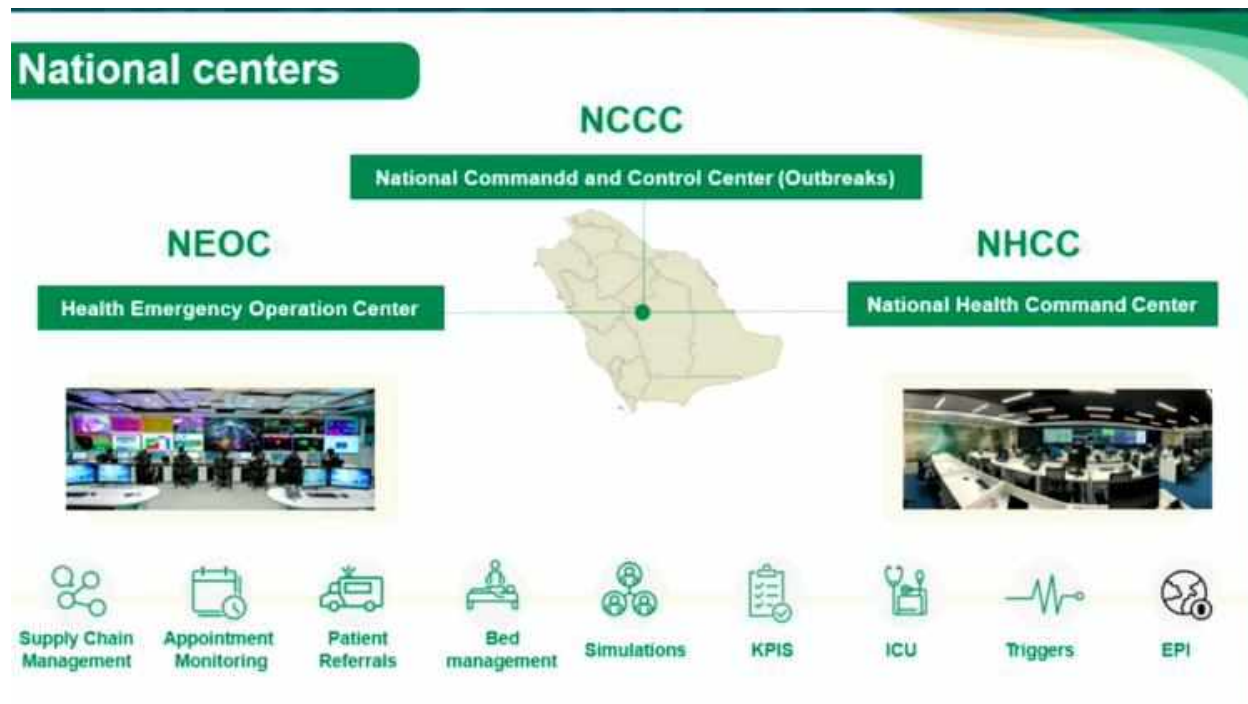 National centers
NCCC
National Commandd and Control Center (Outbreaks)
NEOC
Health Emergency Operation Center
NHCC
National Health Command Center
Supply Chain
Management
Appointment
Monitoring
Patient
Referrals
Bed
management
Simulations
KPIS
ICU
Triggers
EPI